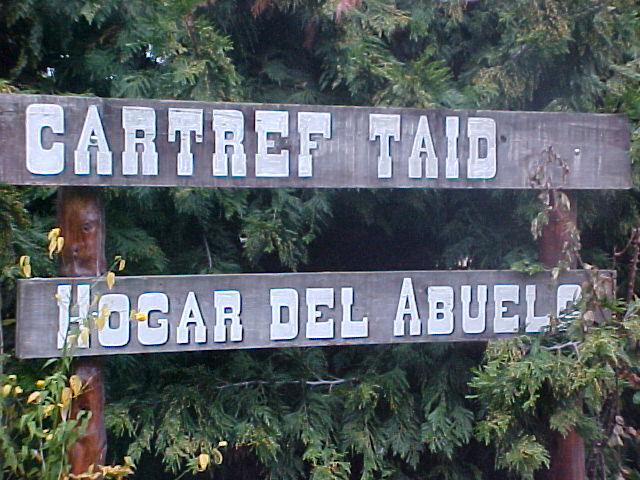 CARTREF TAID
HOGAR DEL ABUELO